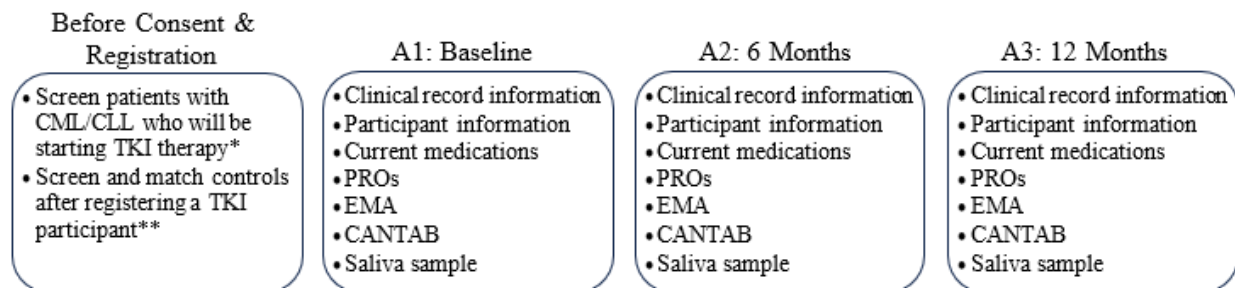 Before Consent &
Registration
• Screen patients with
CML/CLL who will be
starting TKI therapy*
• Screen and match controls
after registering a TKI
participant**
A1: Baseline
• Clinical record information
• Participant information
• Current medications
• PROs
• EMA
• CANTAB
• Saliva sample
A2: 6 Months
• Clinical record information
• Participant information
• Current medications
• PROs
• EMA
• CANTAB
• Saliva sample
A3: 12 Months
• Clinical record information
• Participant information
• Current medications
• PROs
• EMA
• CANTAB
• Saliva sample